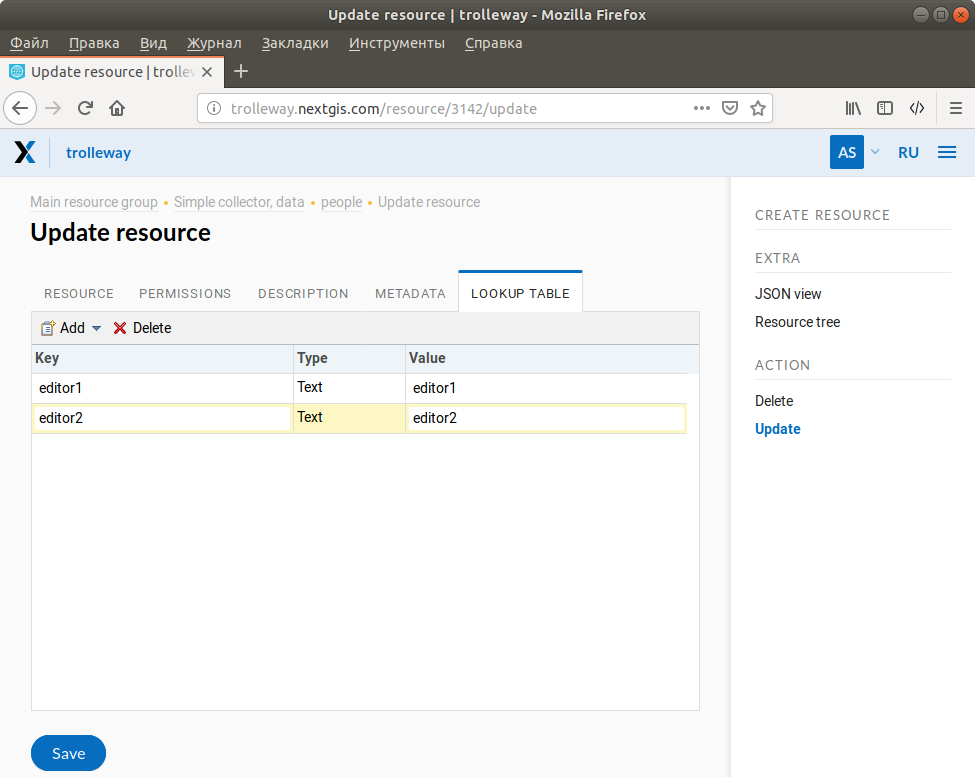 Update resource | trolleway - Mozilla Firefox
Файл Правка Вид Журнал Закладки Инструменты Справка
Update resource | trollew
trolleway.nextgis.com/resource/3142/update
X trolleway AS RU
Main resource group • Simple collector, data • people • Update resource
Update resource
RESOURCE PERMISSIONS DESCRIPTION METADATA LOOKUP TABLE
Add Delete
Key Type Value
editor1 Text editor1
editor2 Text editor2
Save
CREATE RESOURCE
EXTRA
JSON view
Resource tree
ACTION
Delete
Update